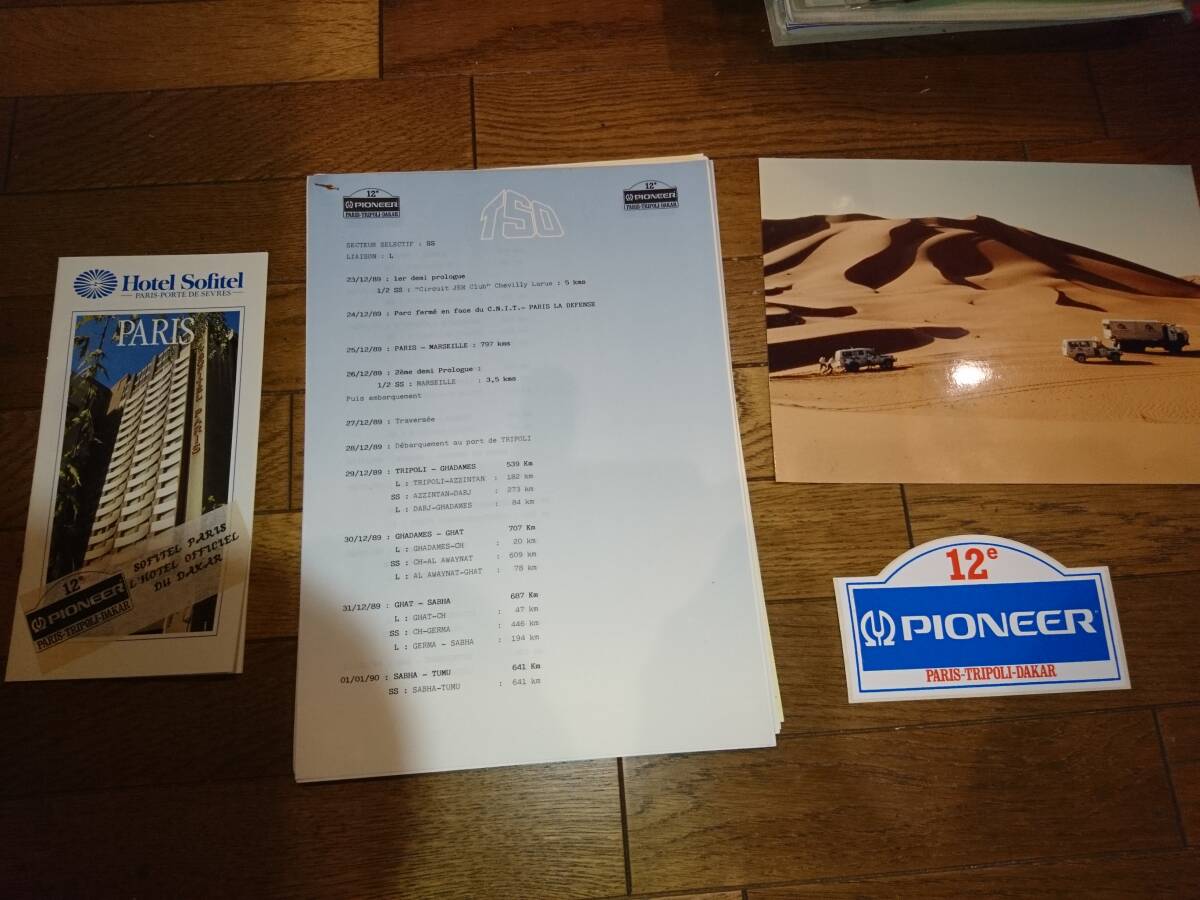 Hotel Sofitel
PARIS-PORTE DE SEVRES
PARIS
SOFITEL PARIS
SOFITEL PARIS
L'HOTEL OFFICIEL
DU DAKAR
12e
PIONEER
PARIS-TRIPOLI-DAKAR
12e
PIONEER
PARIS-TRIPOLI-DAKAR
TSO
12e
PIONEER
PARIS-TRIPOLI-DAKAR
SECTEUR SELECTIF : SS
LIAISON : L
23/12/89 : 1er demi prologue
1/2 SS : "Circuit JEH Club" Chevilly Larue : 5 kms
24/12/89 : Parc fermé en face du C.N.I.T.- PARIS LA DEFENSE
25/12/89 : PARIS - MARSEILLE : 797 kms
26/12/89 : 2ème demi Prologue :
1/2 SS : MARSEILLE : 3,5 kms
Puis embarquement
27/12/89 : Traversée
28/12/89 : Débarquement au port de TRIPOLI
29/12/89 : TRIPOLI - GHADAMES 539 Km
L : TRIPOLI-AZZINTAN : 182 km
SS : AZZINTAN-DARJ : 273 km
L : DARJ-GHADAMES : 84 km
30/12/89 : GHADAMES - GHAT 707 Km
L : GHADAMES-CH : 20 km
SS : CH-AL AWAYNAT : 609 km
L : AL AWAYNAT-GHAT : 78 km
31/12/89 : GHAT - SABHA 687 Km
L : GHAT-CH : 47 km
SS : CH-GERMA : 446 km
L : GERMA - SABHA : 194 km
01/01/90 : SABHA - TUMU 641 Km
SS : SABHA-TUMU : 641 km
12e
PIONEER
PARIS-TRIPOLI-DAKAR